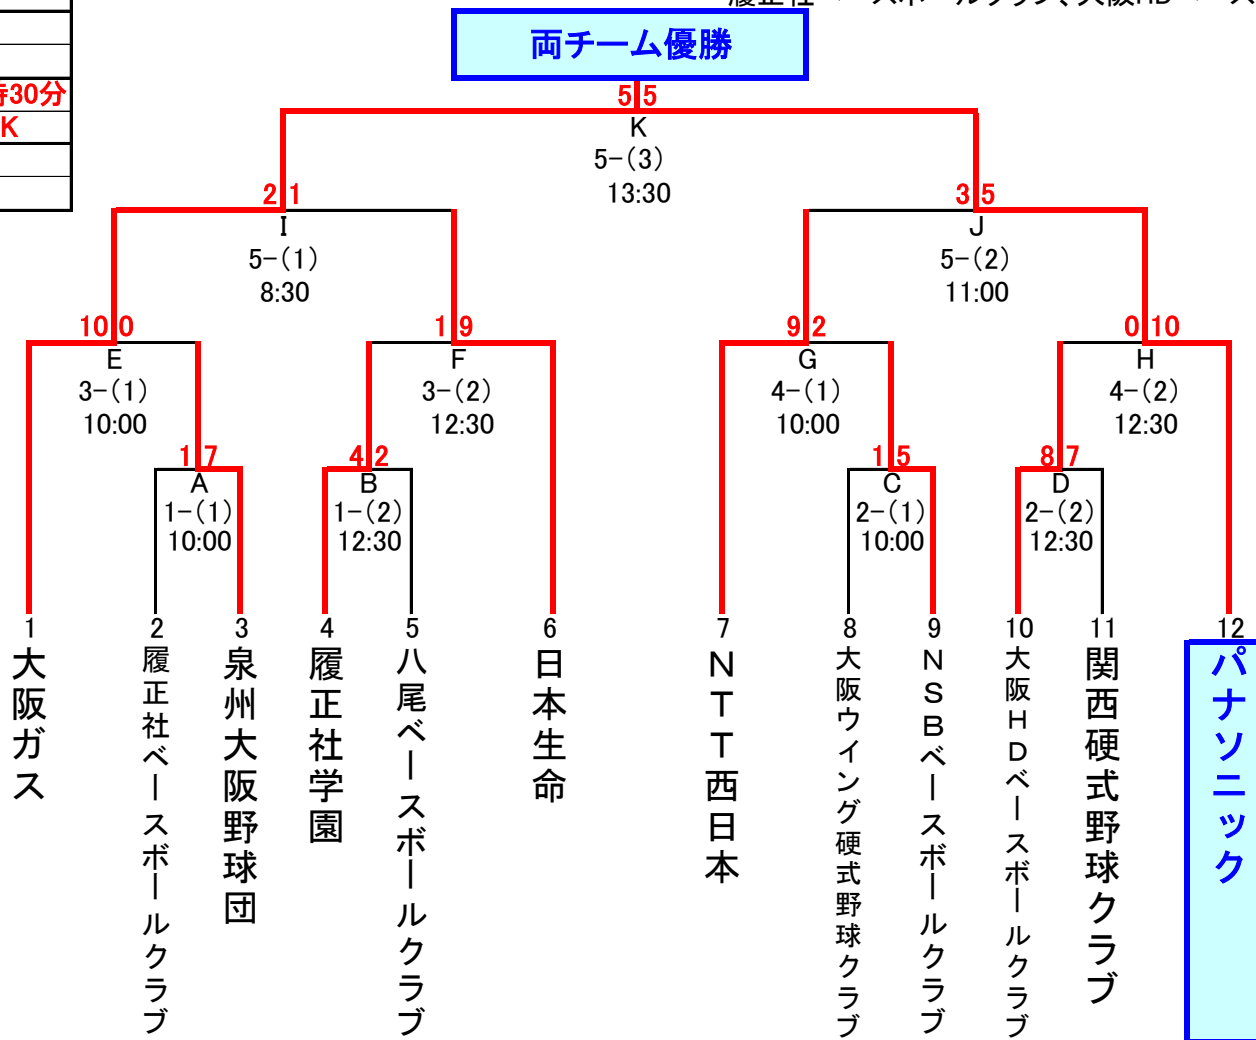 両チーム優勝
時30分
K
5 5
K
5-(3)
13:30
2 1
I
5-(1)
8:30
3 5
J
5-(2)
11:00
10 0
E
3-(1)
10:00
1 9
F
3-(2)
12:30
9 2
G
4-(1)
10:00
0 10
H
4-(2)
12:30
1 7
A
1-(1)
10:00
4 2
B
1-(2)
12:30
1 5
C
2-(1)
10:00
8 7
D
2-(2)
12:30
1
大阪ガス
2
履正社ベースボールクラブ
3
泉州大阪野球団
4
履正社学園
5
八尾ベースボールクラブ
6
日本生命
7
NTT西日本
8
大阪ウイング硬式野球クラブ
9
NSBベースボールクラブ
10
大阪HDベースボールクラブ
11
関西硬式野球クラブ
12
パナソニック